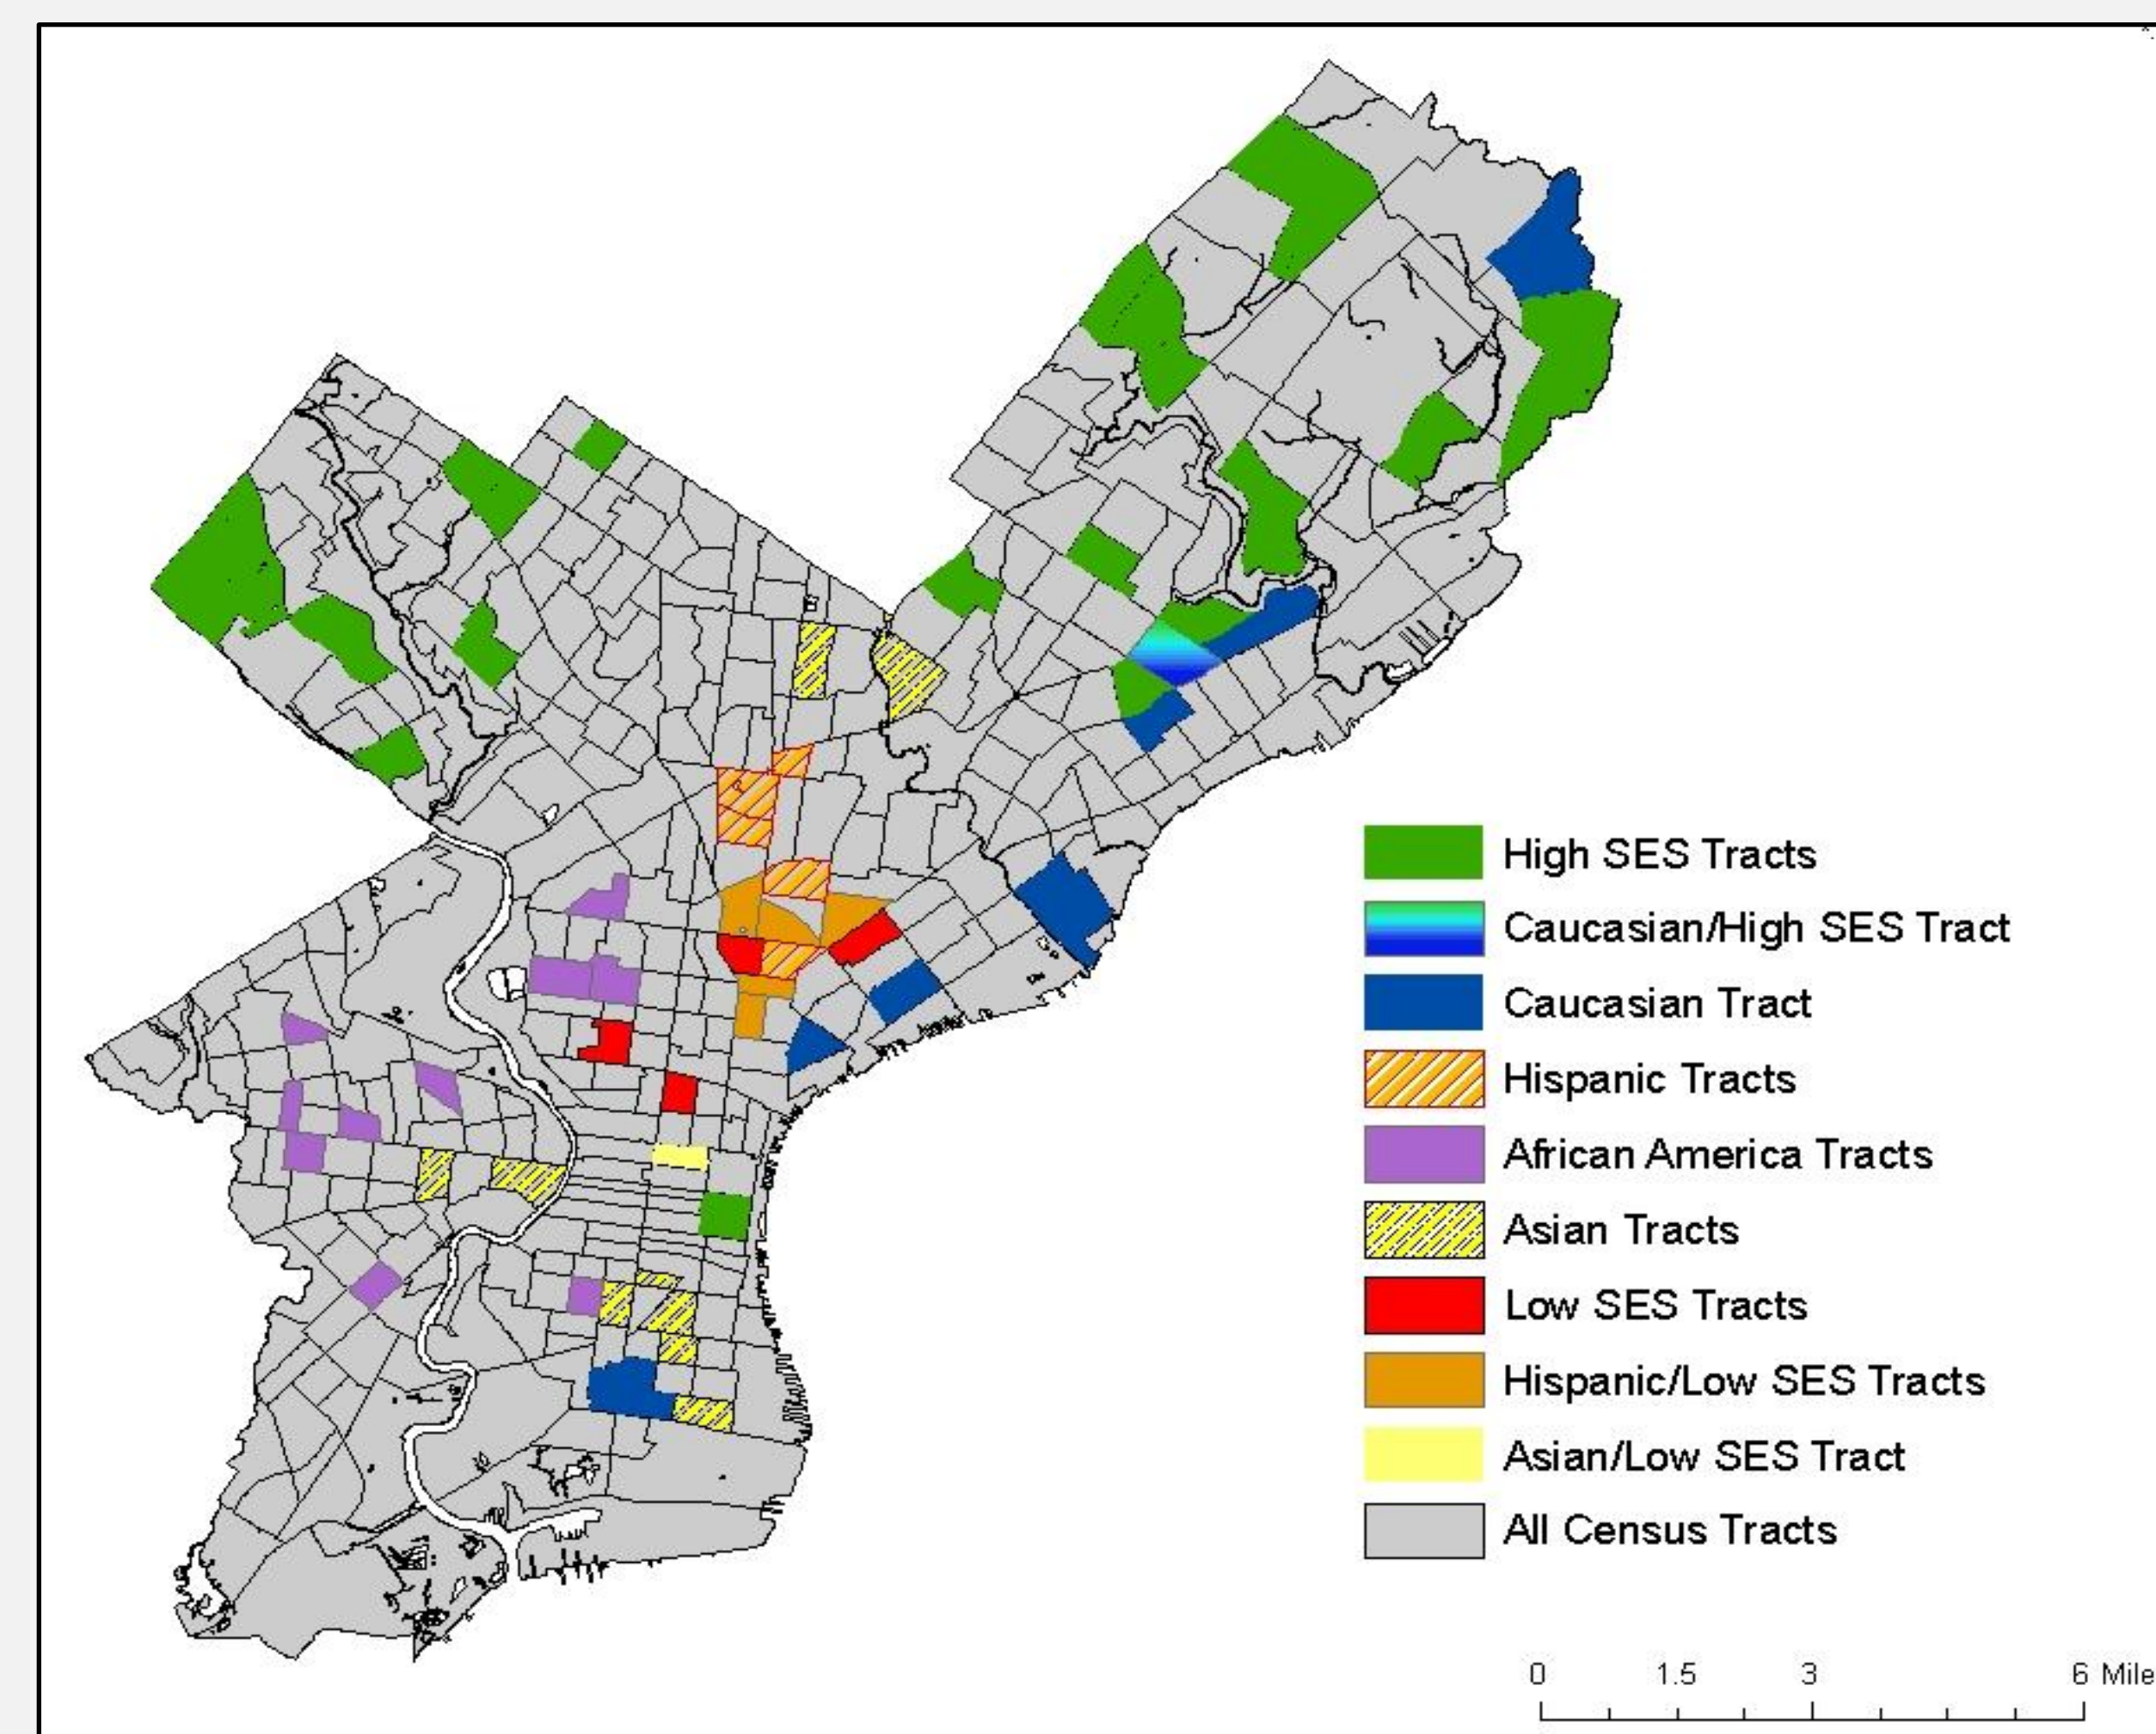 High SES Tracts
Caucasian/High SES Tract
Caucasian Tract
Hispanic Tracts
African America Tracts
Asian Tracts
Low SES Tracts
Hispanic/Low SES Tracts
Asian/Low SES Tract
All Census Tracts
0 1.5 3 6 Mile